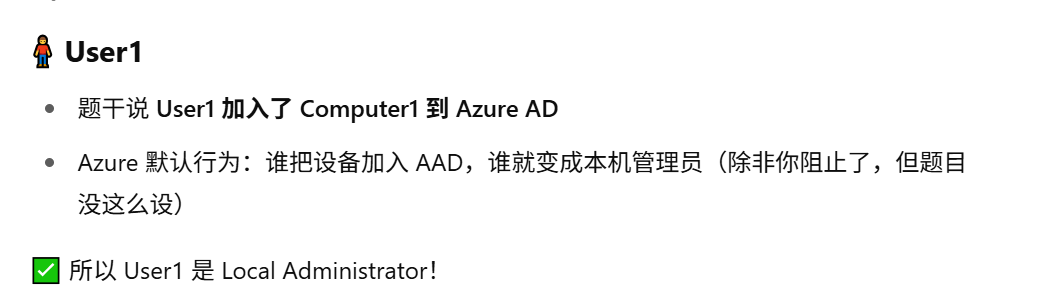 User1
题干说 User1 加入了 Computer1 到 Azure AD
Azure 默认行为：谁把设备加入 AAD，谁就变成本机管理员（除非你阻止了，但题目
没这么设）
所以 User1 是 Local Administrator！